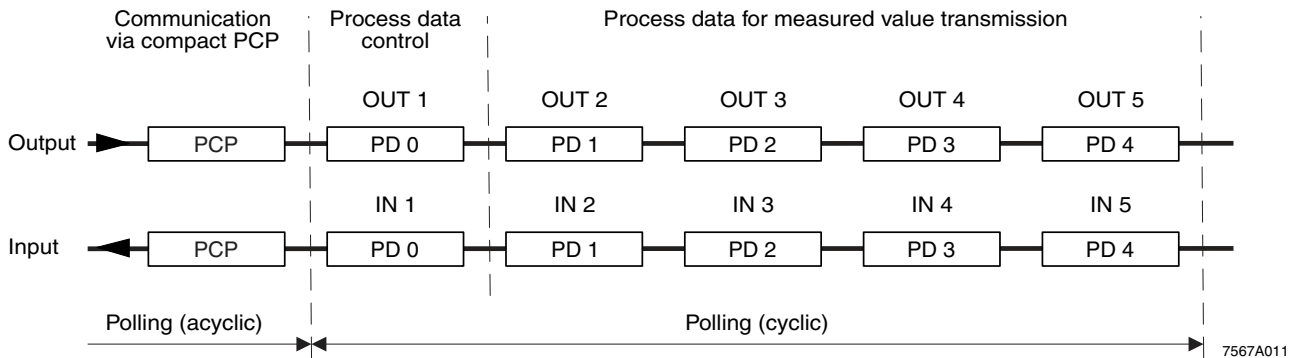 Communication
via compact PCP
Process data
control
Process data for measured value transmission
OUT 1 OUT 2 OUT 3 OUT 4 OUT 5
Output PCP PD 0 PD 1 PD 2 PD 3 PD 4
IN 1 IN 2 IN 3 IN 4 IN 5
Input PCP PD 0 PD 1 PD 2 PD 3 PD 4
Polling (acyclic) Polling (cyclic)
7567A011